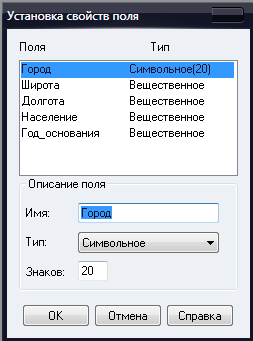 Установка свойств поля
Поля Тип
Город Символьное(20)
Широта Вещественное
Долгота Вещественное
Население Вещественное
Год_основания Вещественное
Описание поля
Имя: Город
Тип: Символьное
Знаков: 20
OK Отмена Справка